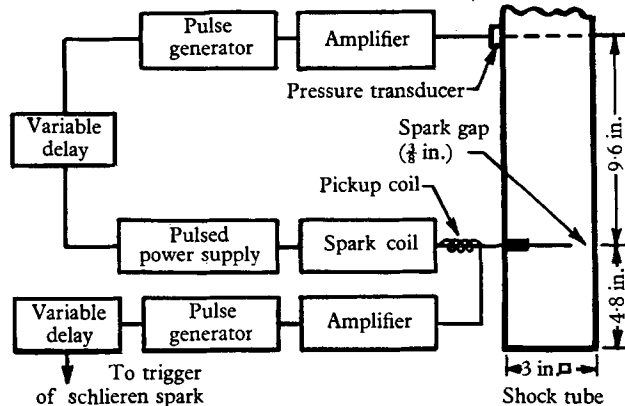 Pulse
generator
Amplifier
Pressure transducer
Variable
delay
Spark gap
(3/8 in.)
9·6 in.
Pickup coil
Pulsed
power supply
Spark coil
4·8 in.
Variable
delay
Pulse
generator
Amplifier
To trigger
of schlieren spark
3 in.□
Shock tube